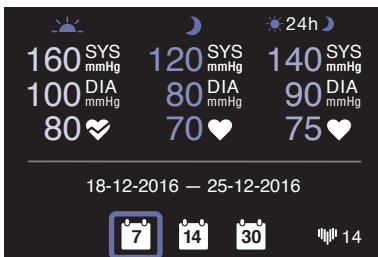 24h
160 SYS mmHg 120 SYS mmHg 140 SYS mmHg
100 DIA mmHg 80 DIA mmHg 90 DIA mmHg
80 70 75
18-12-2016 — 25-12-2016
7 14 30 14